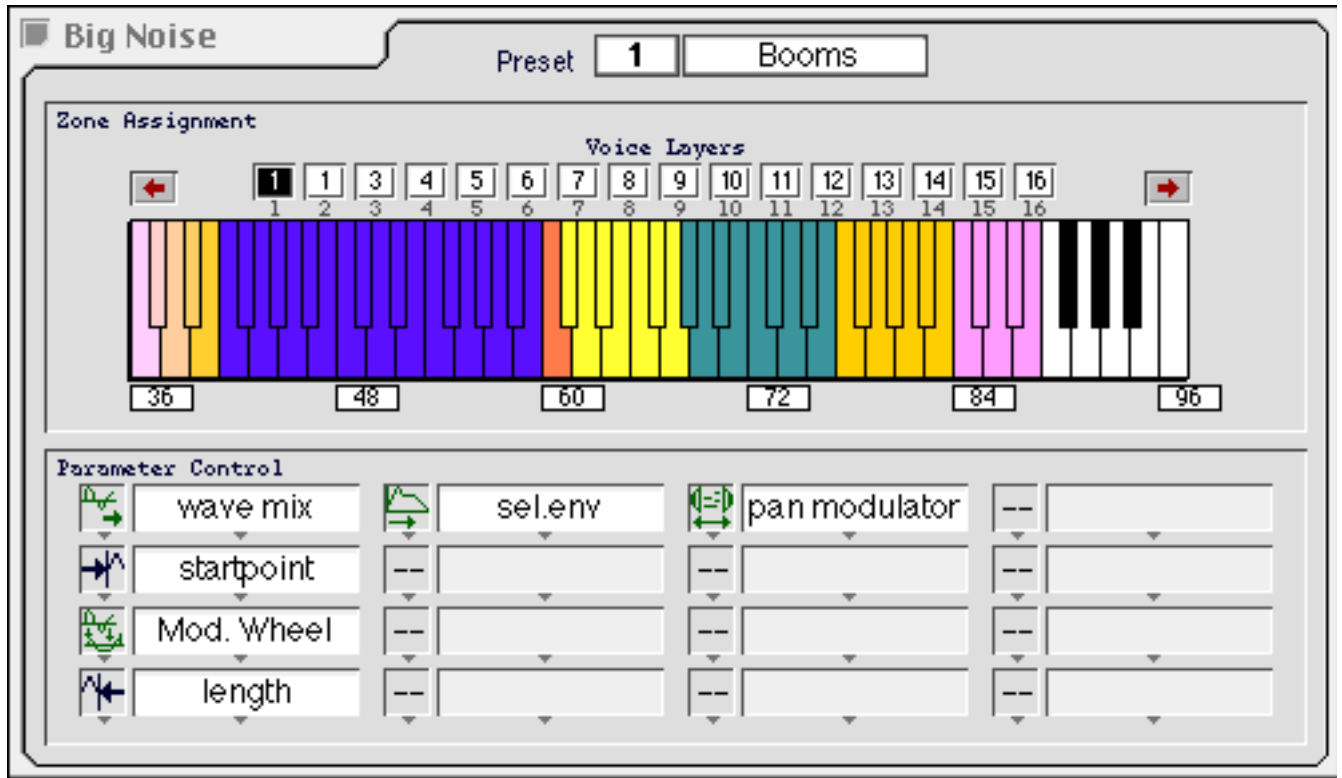 Big Noise
Preset 1 Booms
Zone Assignment
Voice Layers
1 1 3 4 5 6 7 8 9 10 11 12 13 14 15 16
1 2 3 4 5 6 7 8 9 10 11 12 13 14 15 16
36 48 60 72 84 96
Parameter Control
wave mix sel.env pan modulator --
startpoint -- -- --
Mod. Wheel -- -- --
length -- -- --